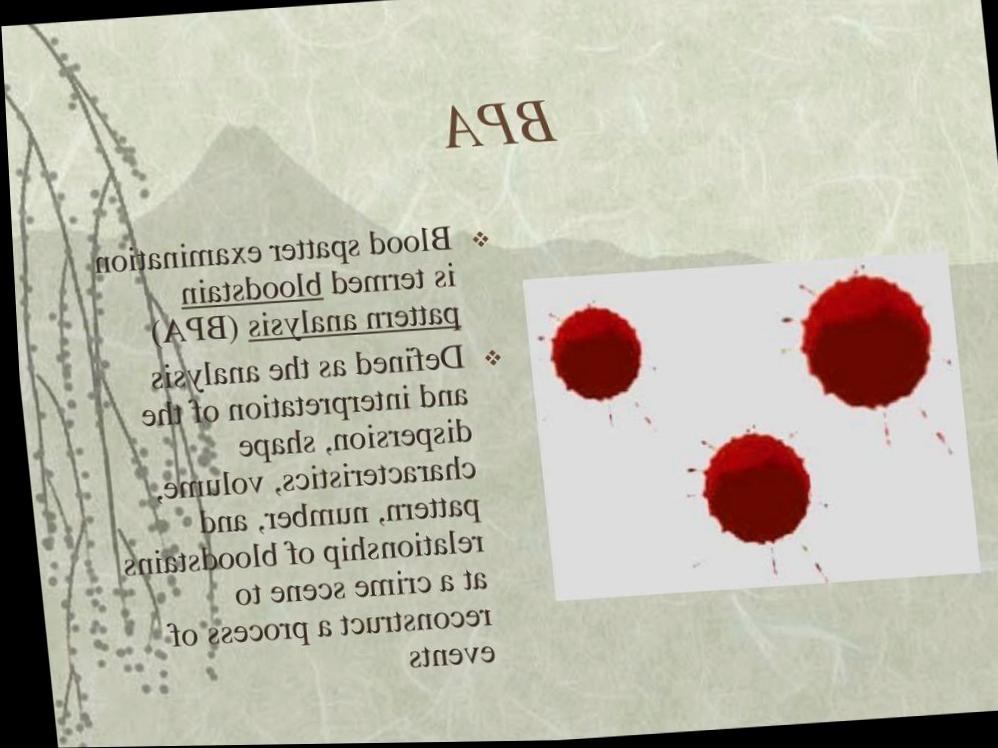 BPA
❖ Blood spatter examination
is termed bloodstain
pattern analysis (BPA)
❖ Defined as the analysis
and interpretation of the
dispersion, shape
characteristics, volume,
pattern, number, and
relationship of bloodstains
at a crime scene to
reconstruct a process of
events